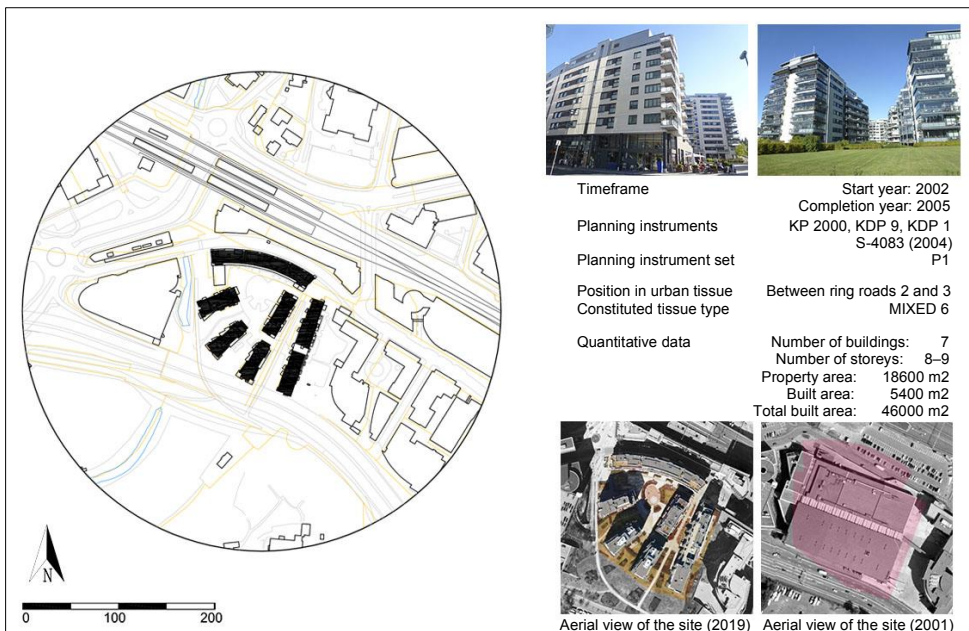 Timeframe Start year: 2002
Completion year: 2005
Planning instruments KP 2000, KDP 9, KDP 1
S-4083 (2004)
Planning instrument set P1
Position in urban tissue Between ring roads 2 and 3
Constituted tissue type MIXED 6
Quantitative data Number of buildings: 7
Number of storeys: 8–9
Property area: 18600 m2
Built area: 5400 m2
Total built area: 46000 m2
N
0 100 200
Aerial view of the site (2019) Aerial view of the site (2001)